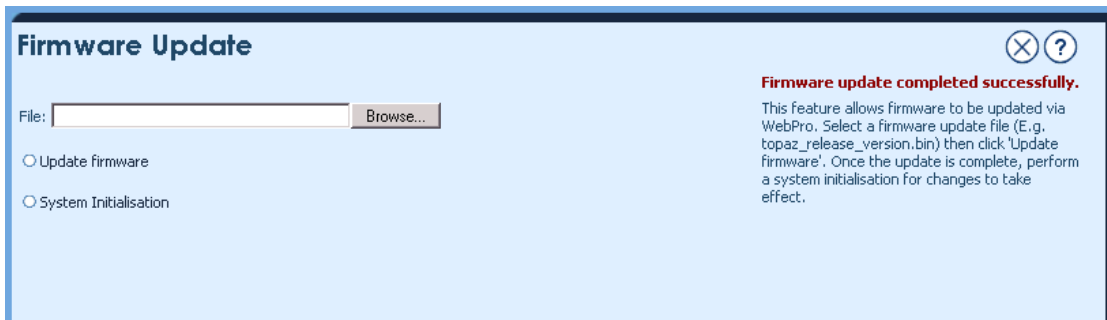 Firmware Update
?
Firmware update completed successfully.
File:
Browse...
This feature allows firmware to be updated via
WebPro. Select a firmware update file (E.g.
topaz_release_version.bin) then click 'Update
firmware'. Once the update is complete, perform
a system initialisation for changes to take
effect.
Update firmware
System Initialisation